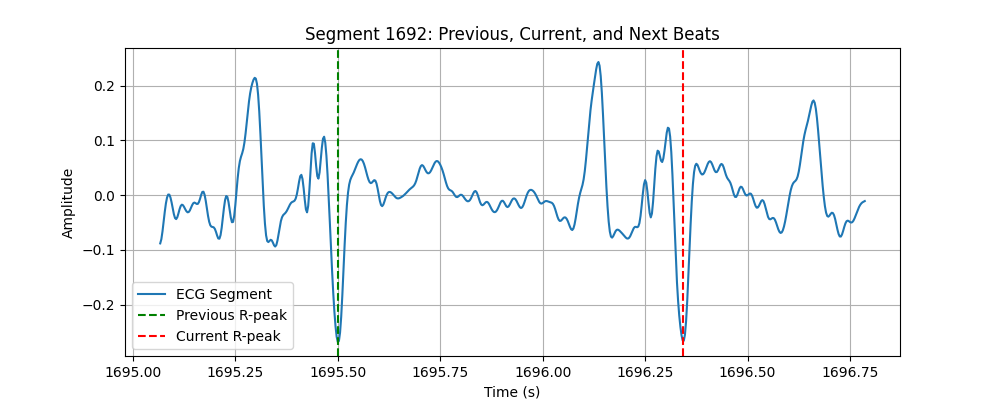 Segment 1692: Previous, Current, and Next Beats
Amplitude
0.2
0.1
0.0
−0.1
−0.2
ECG Segment
Previous R-peak
Current R-peak
1695.00 1695.25 1695.50 1695.75 1696.00 1696.25 1696.50 1696.75
Time (s)